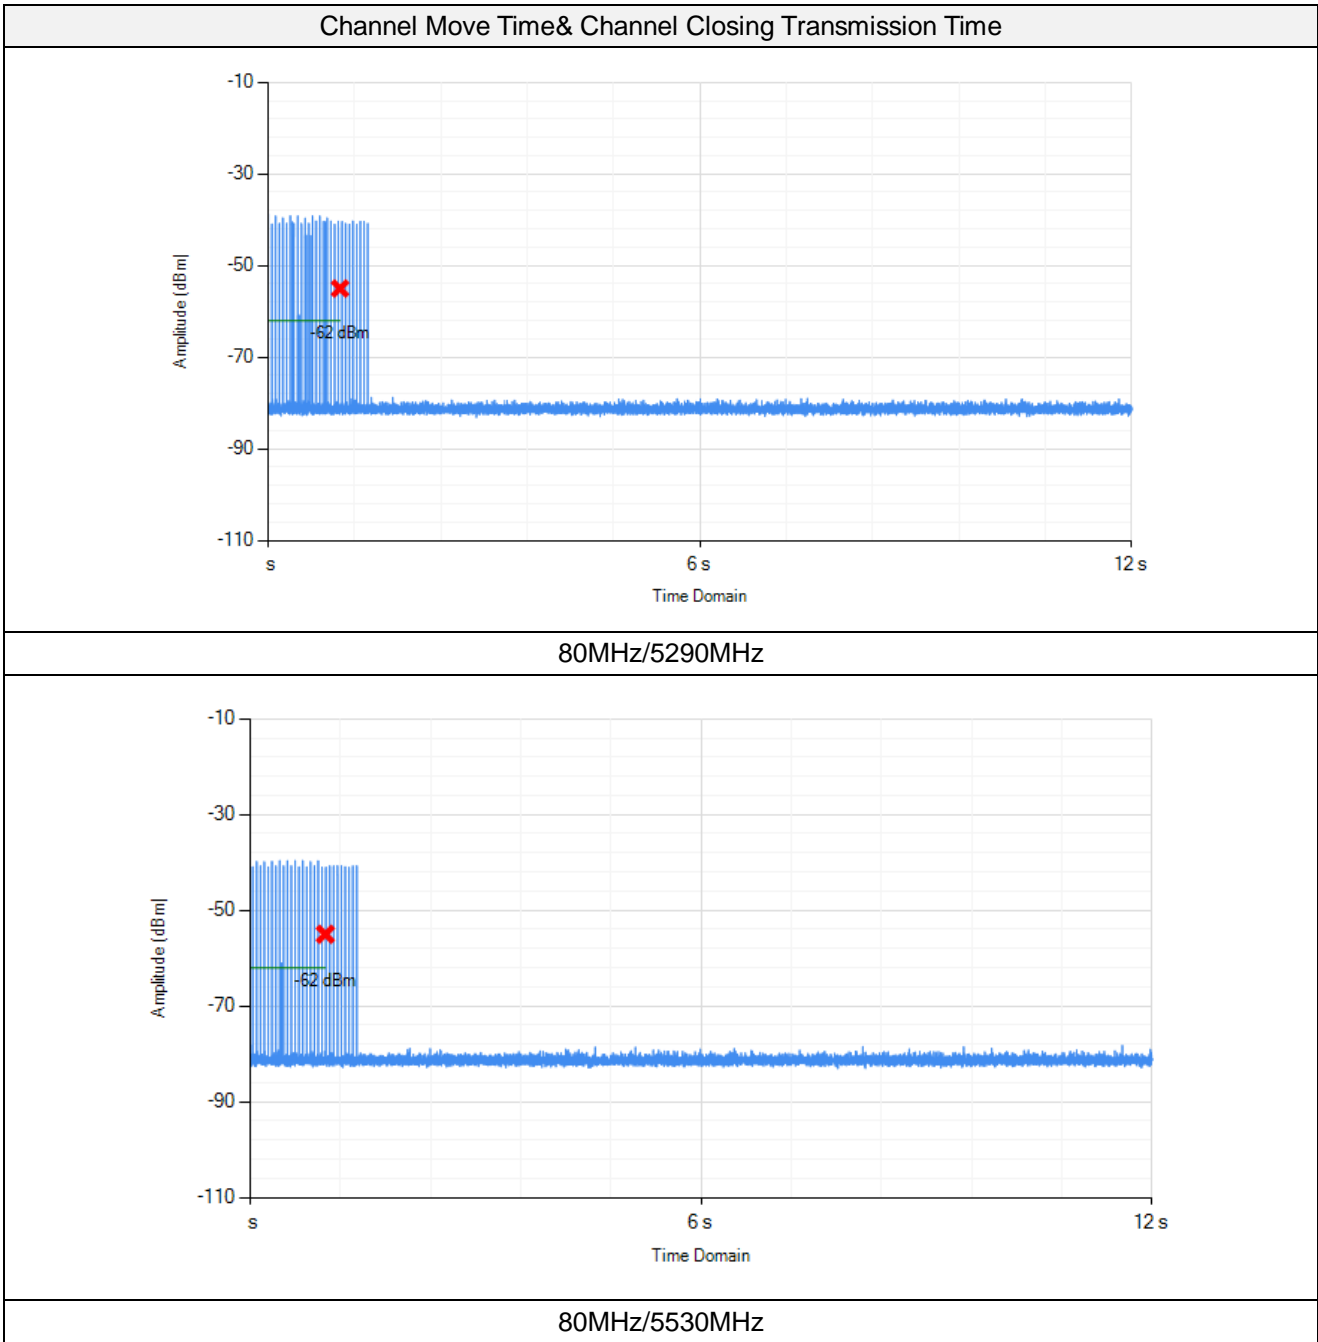 Channel Move Time& Channel Closing Transmission Time
-10
-30
-50
-70
-90
-110
Amplitude [dBm]
-62 dBm
s
6 s
12 s
Time Domain
80MHz/5290MHz
-10
-30
-50
-70
-90
-110
Amplitude [dBm]
-62 dBm
s
6 s
12 s
Time Domain
80MHz/5530MHz